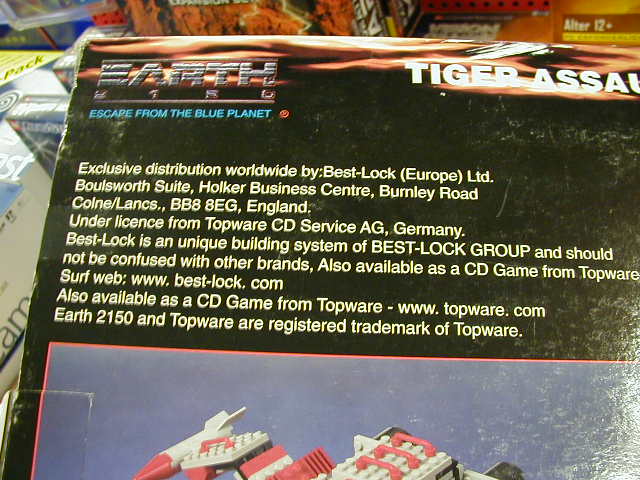 EXPANSION SET
Alter 12+
Pack
EARTH
2150
TIGER ASSAU
ESCAPE FROM THE BLUE PLANET ®
Exclusive distribution worldwide by:Best-Lock (Europe) Ltd.
Boulsworth Suite, Holker Business Centre, Burnley Road
Colne/Lancs., BB8 8EG, England.
Under licence from Topware CD Service AG, Germany.
Best-Lock is an unique building system of BEST-LOCK GROUP and should
not be confused with other brands, Also available as a CD Game from Topware
Surf web: www. best-lock. com
Also available as a CD Game from Topware - www. topware. com
Earth 2150 and Topware are registered trademark of Topware.